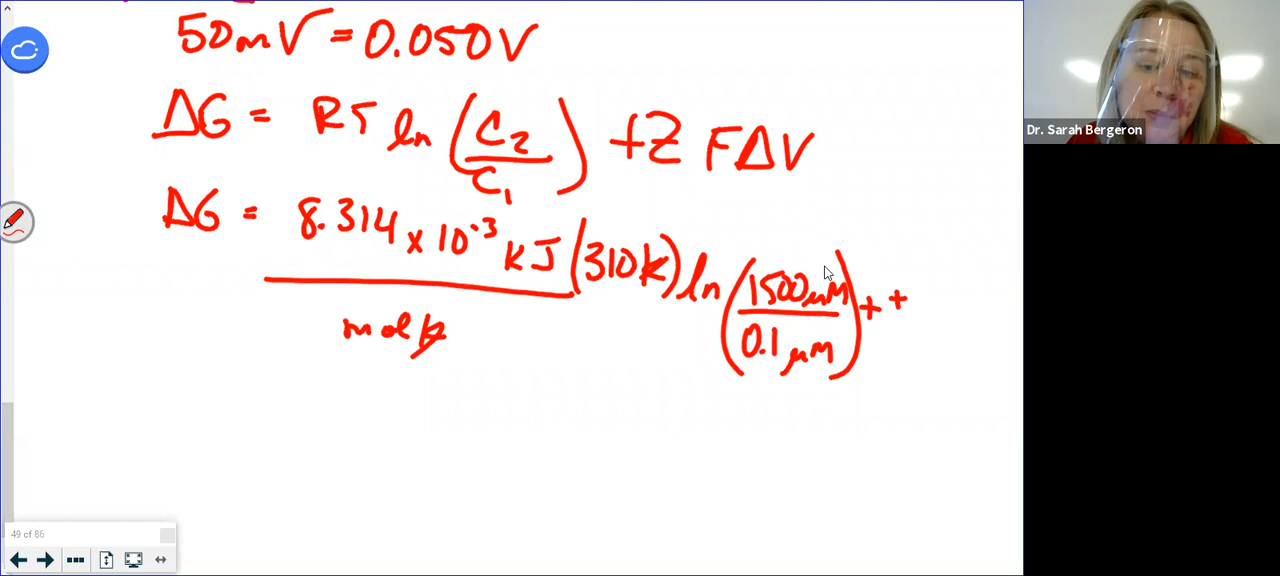 50mV = 0.050V
ΔG = RT ln (C₂/C₁) + Z FΔV
ΔG = 8.314 x 10⁻³ kJ/mol K (310K) ln (1500μM/0.1μM) + +
Dr. Sarah Bergeron
49 of 86